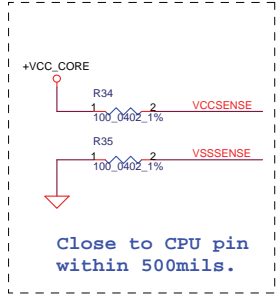 +VCC_CORE
R34
1 2 VCCSENSE
100_0402_1%
R35
1 2 VSSSENSE
100_0402_1%
Close to CPU pin
within 500mils.